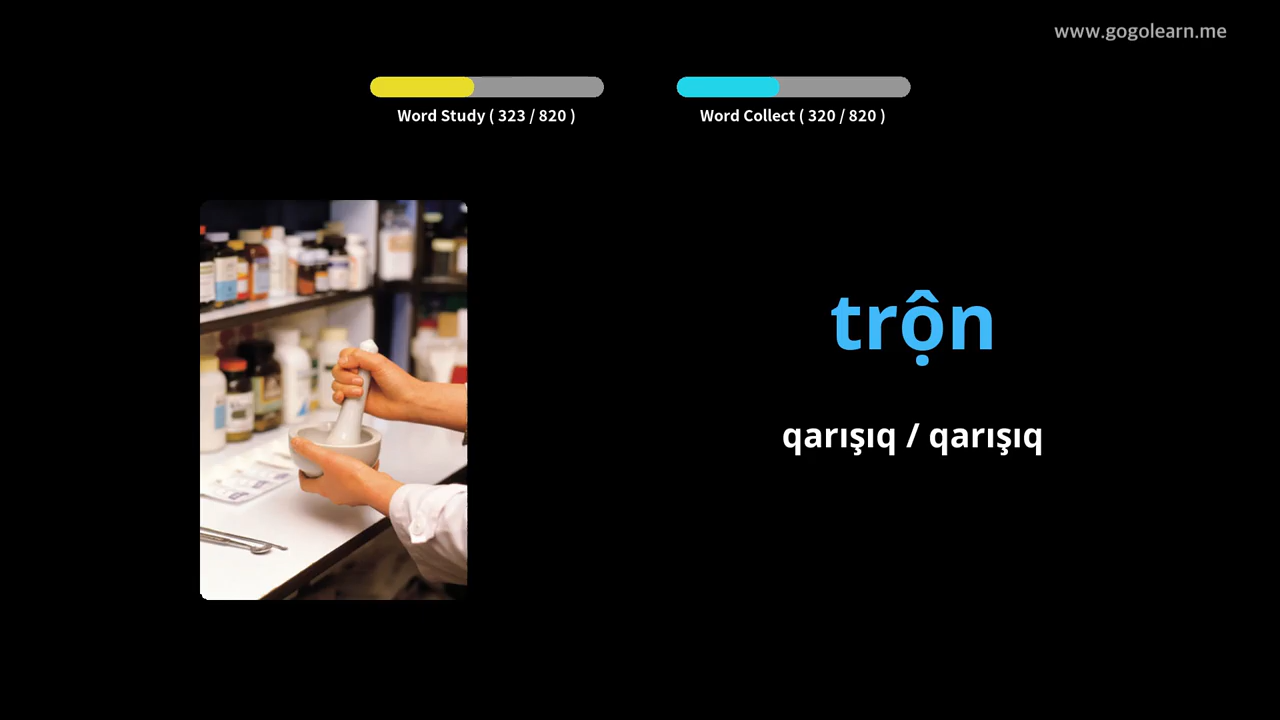 www.gogolearn.me
Word Study ( 323 / 820 )
Word Collect ( 320 / 820 )
trộn
qarışıq / qarışıq